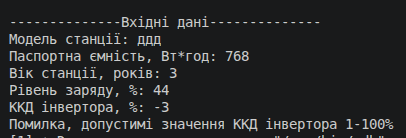 --------------Вхідні дані--------------
Модель станції: ддд
Паспортна ємність, Вт*год: 768
Вік станції, років: 3
Рівень заряду, %: 44
ККД інвертора, %: -3
Помилка, допустимі значення ККД інвертора 1-100%